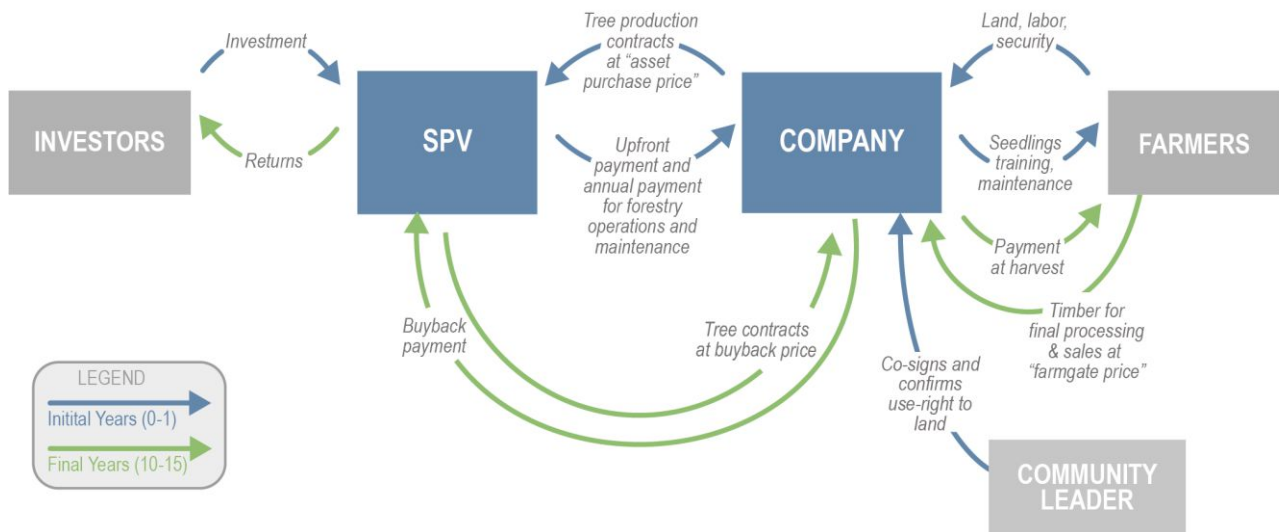 Investment
INVESTORS
Returns
SPV
Tree production
contracts
at “asset
purchase price”
Upfront
payment and
annual payment
for forestry
operations and
maintenance
COMPANY
Land, labor,
security
Seedlings
training,
maintenance
FARMERS
Payment
at harvest
Timber for
final processing
& sales at
“farmgate price”
Buyback
payment
Tree contracts
at buyback price
Co-signs and
confirms
use-right to
land
COMMUNITY
LEADER
LEGEND
Initital Years (0-1)
Final Years (10-15)